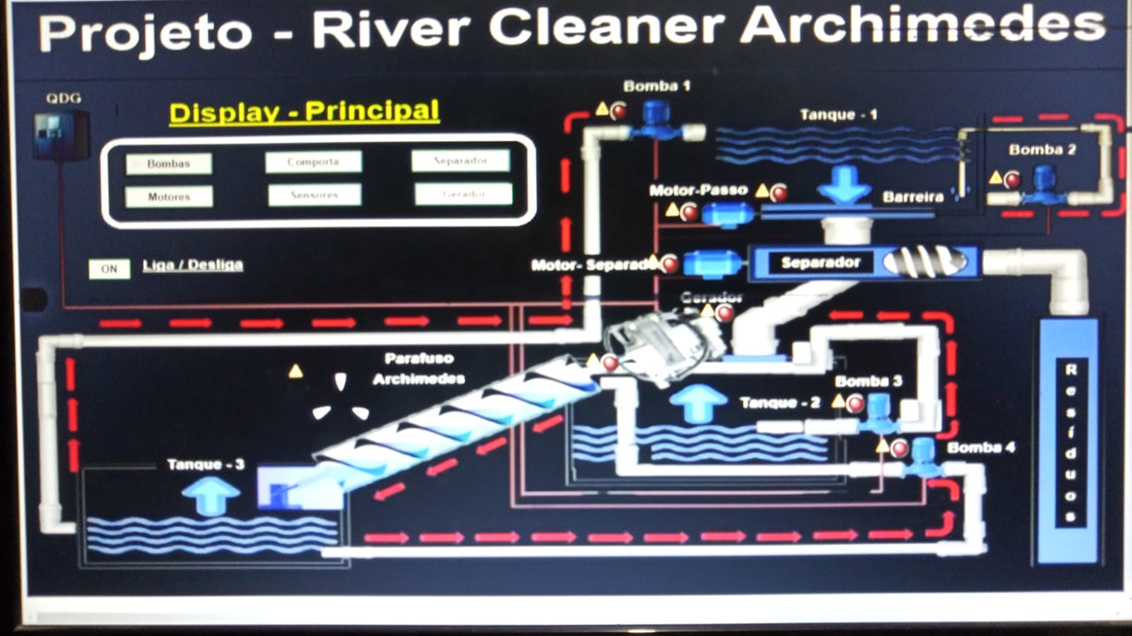 Projeto - River Cleaner Archimedes
QDG
Display - Principal
Bombas
Comporta
Separador
Motores
Sensores
Gerador
ON
Liga / Desliga
Bomba 1
Tanque - 1
Bomba 2
Motor-Passo
Barreira
Motor- Separado
Separador
Gerador
Parafuso
Archimedes
Bomba 3
Tanque - 2
Bomba 4
Tanque - 3
Resíduos